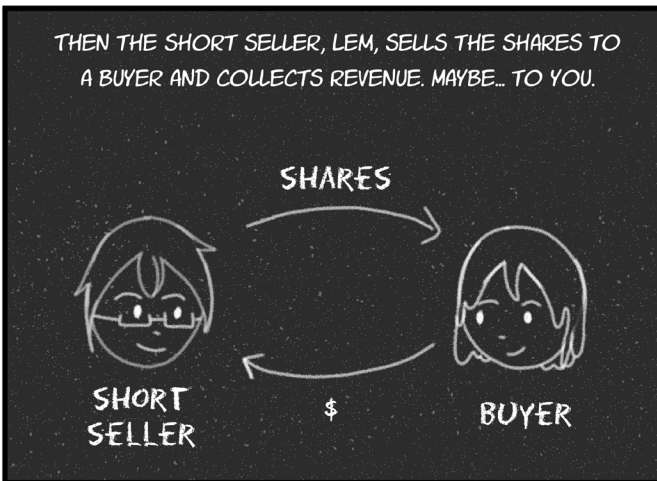 THEN THE SHORT SELLER, LEM, SELLS THE SHARES TO
A BUYER AND COLLECTS REVENUE. MAYBE... TO YOU.
SHARES
SHORT
SELLER
$
BUYER